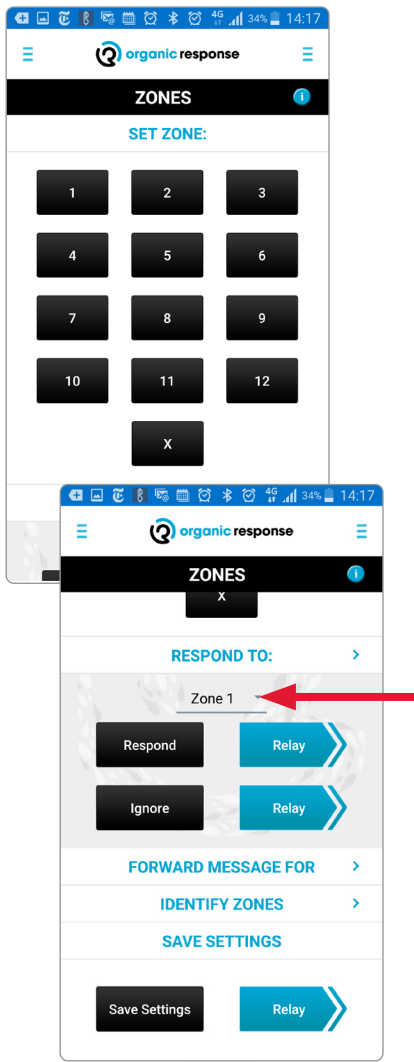 4G 34% 14:17
organic response
ZONES i
SET ZONE:
1 2 3
4 5 6
7 8 9
10 11 12
X
4G 34% 14:17
organic response
ZONES i
X
RESPOND TO: >
Zone 1
Respond Relay
Ignore Relay
FORWARD MESSAGE FOR >
IDENTIFY ZONES >
SAVE SETTINGS
Save Settings Relay